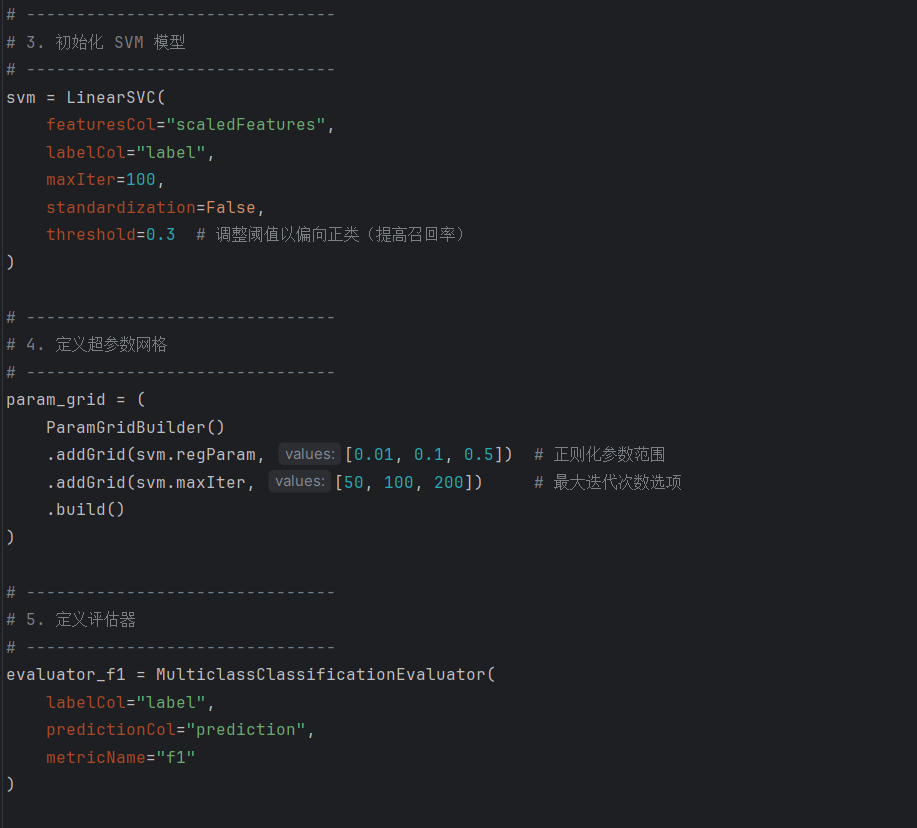 # -------------------------------
# 3. 初始化 SVM 模型
# -------------------------------
svm = LinearSVC(
    featuresCol="scaledFeatures",
    labelCol="label",
    maxIter=100,
    standardization=False,
    threshold=0.3  # 调整阈值以偏向正类（提高召回率）
)
# -------------------------------
# 4. 定义超参数网格
# -------------------------------
param_grid = (
    ParamGridBuilder()
    .addGrid(svm.regParam, values: [0.01, 0.1, 0.5])  # 正则化参数范围
    .addGrid(svm.maxIter, values: [50, 100, 200])     # 最大迭代次数选项
    .build()
)
# -------------------------------
# 5. 定义评估器
# -------------------------------
evaluator_f1 = MulticlassClassificationEvaluator(
    labelCol="label",
    predictionCol="prediction",
    metricName="f1"
)